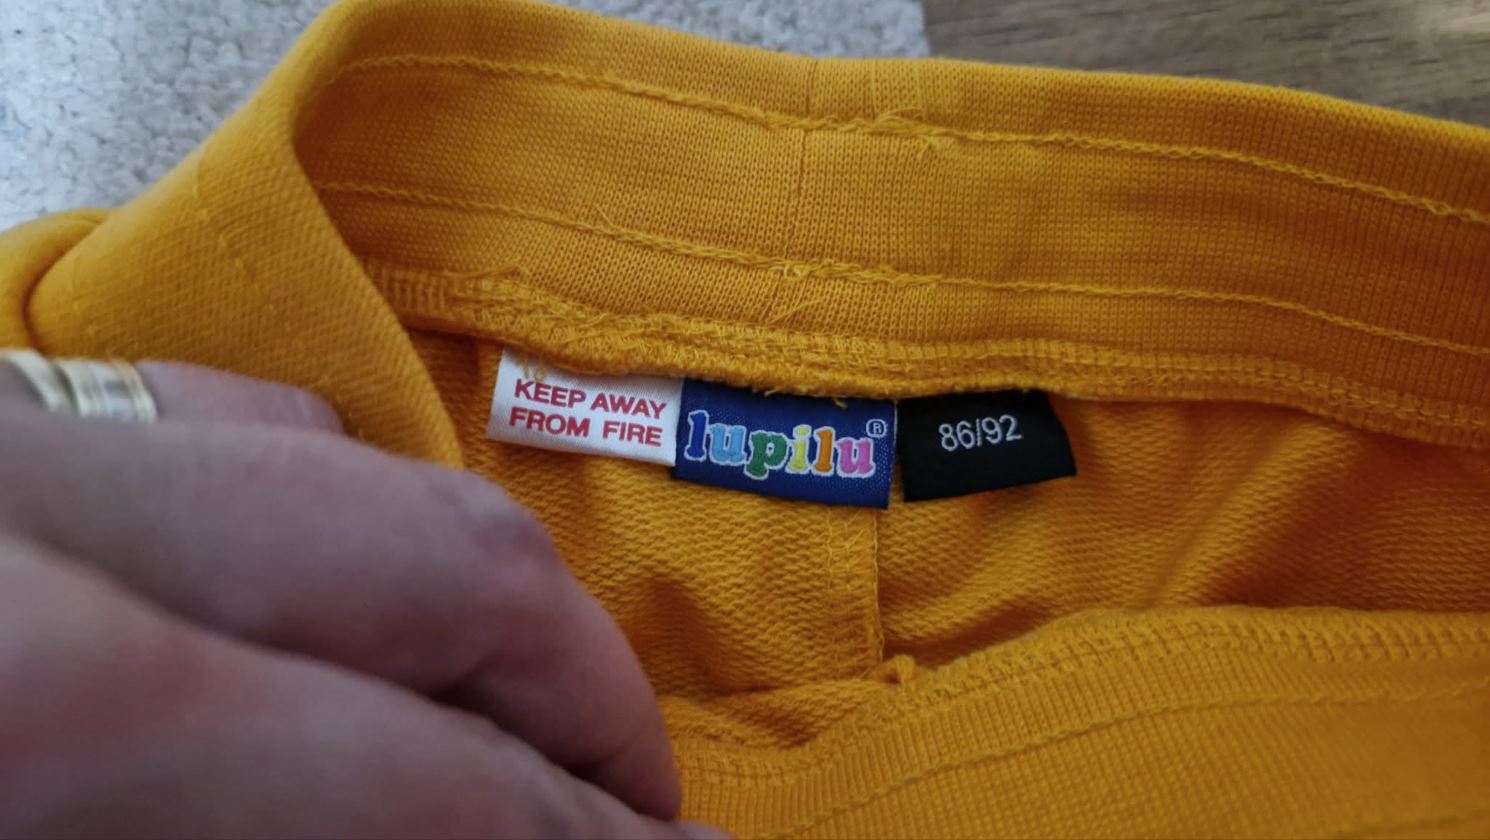 KEEP AWAY
FROM FIRE
lupilu®
86/92